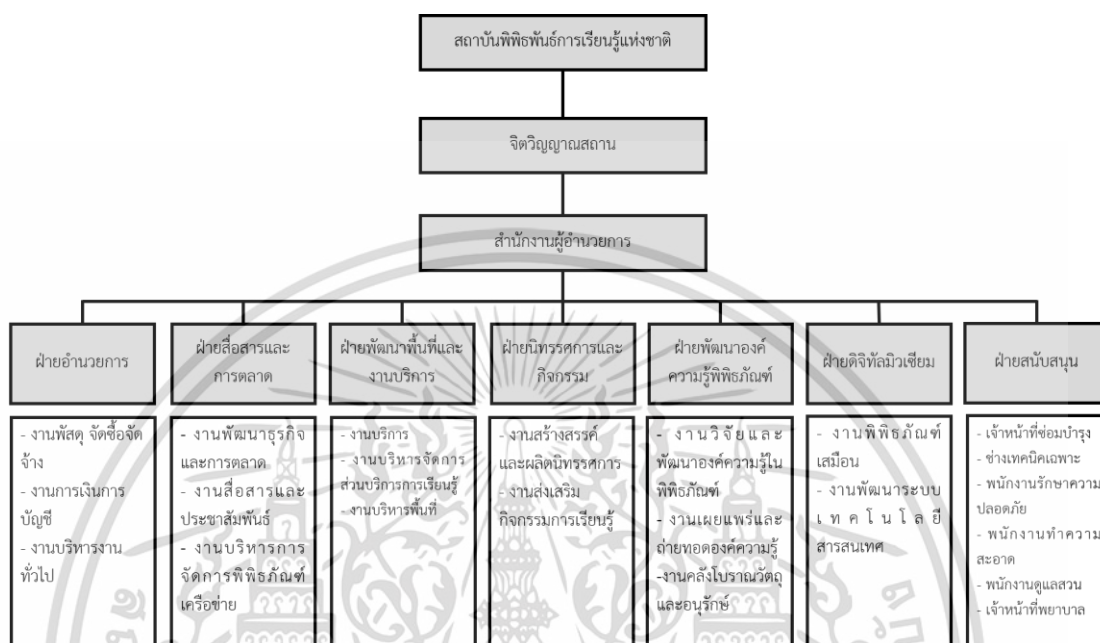 สถาบันพิพิธพันธ์การเรียนรู้แห่งชาติ
จิตวิญญาณสถาน
สำนักงานผู้อำนวยการ
ฝ่ายอำนวยการ
- งานพัสดุ จัดซื้อจัด
จ้าง
- งานการเงินการ
บัญชี
- งานบริหารงาน
ทั่วไป
ฝ่ายสื่อสารและ
การตลาด
- งานพัฒนาธุรกิจ
และการตลาด
- งานสื่อสารและ
ประชาสัมพันธ์
- งานบริหารการ
จัดการพิพิธภัณฑ์
เครือข่าย
ฝ่ายพัฒนาพื้นที่และ
งานบริการ
- งานบริการ
- งานบริหารจัดการ
ส่วนบริการการเรียนรู้
- งานบริหารพื้นที่
ฝ่ายนิทรรศการและ
กิจกรรม
- งานสร้างสรรค์
และผลิตนิทรรศการ
- งานส่งเสริม
กิจกรรมการเรียนรู้
ฝ่ายพัฒนาองค์
ความรู้พิพิธภัณฑ์
- งานวิจัยและ
พัฒนาองค์ความรู้ใน
พิพิธภัณฑ์
- งานเผยแพร่และ
ถ่ายทอดองค์ความรู้
-งานคลังโบราณวัตถุ
และอนุรักษ์
ฝ่ายดิจิทัลมิวเซียม
- งานพิพิธภัณฑ์
เสมือน
- งานพัฒนาระบบ
เทคโนโลยี
สารสนเทศ
ฝ่ายสนับสนุน
- เจ้าหน้าที่ซ่อมบำรุง
- ช่างเทคนิคเฉพาะ
- พนักงานรักษาความ
ปลอดภัย
- พนักงานทำความ
สะอาด
- พนักงานดูแลสวน
- เจ้าหน้าที่พยาบาล